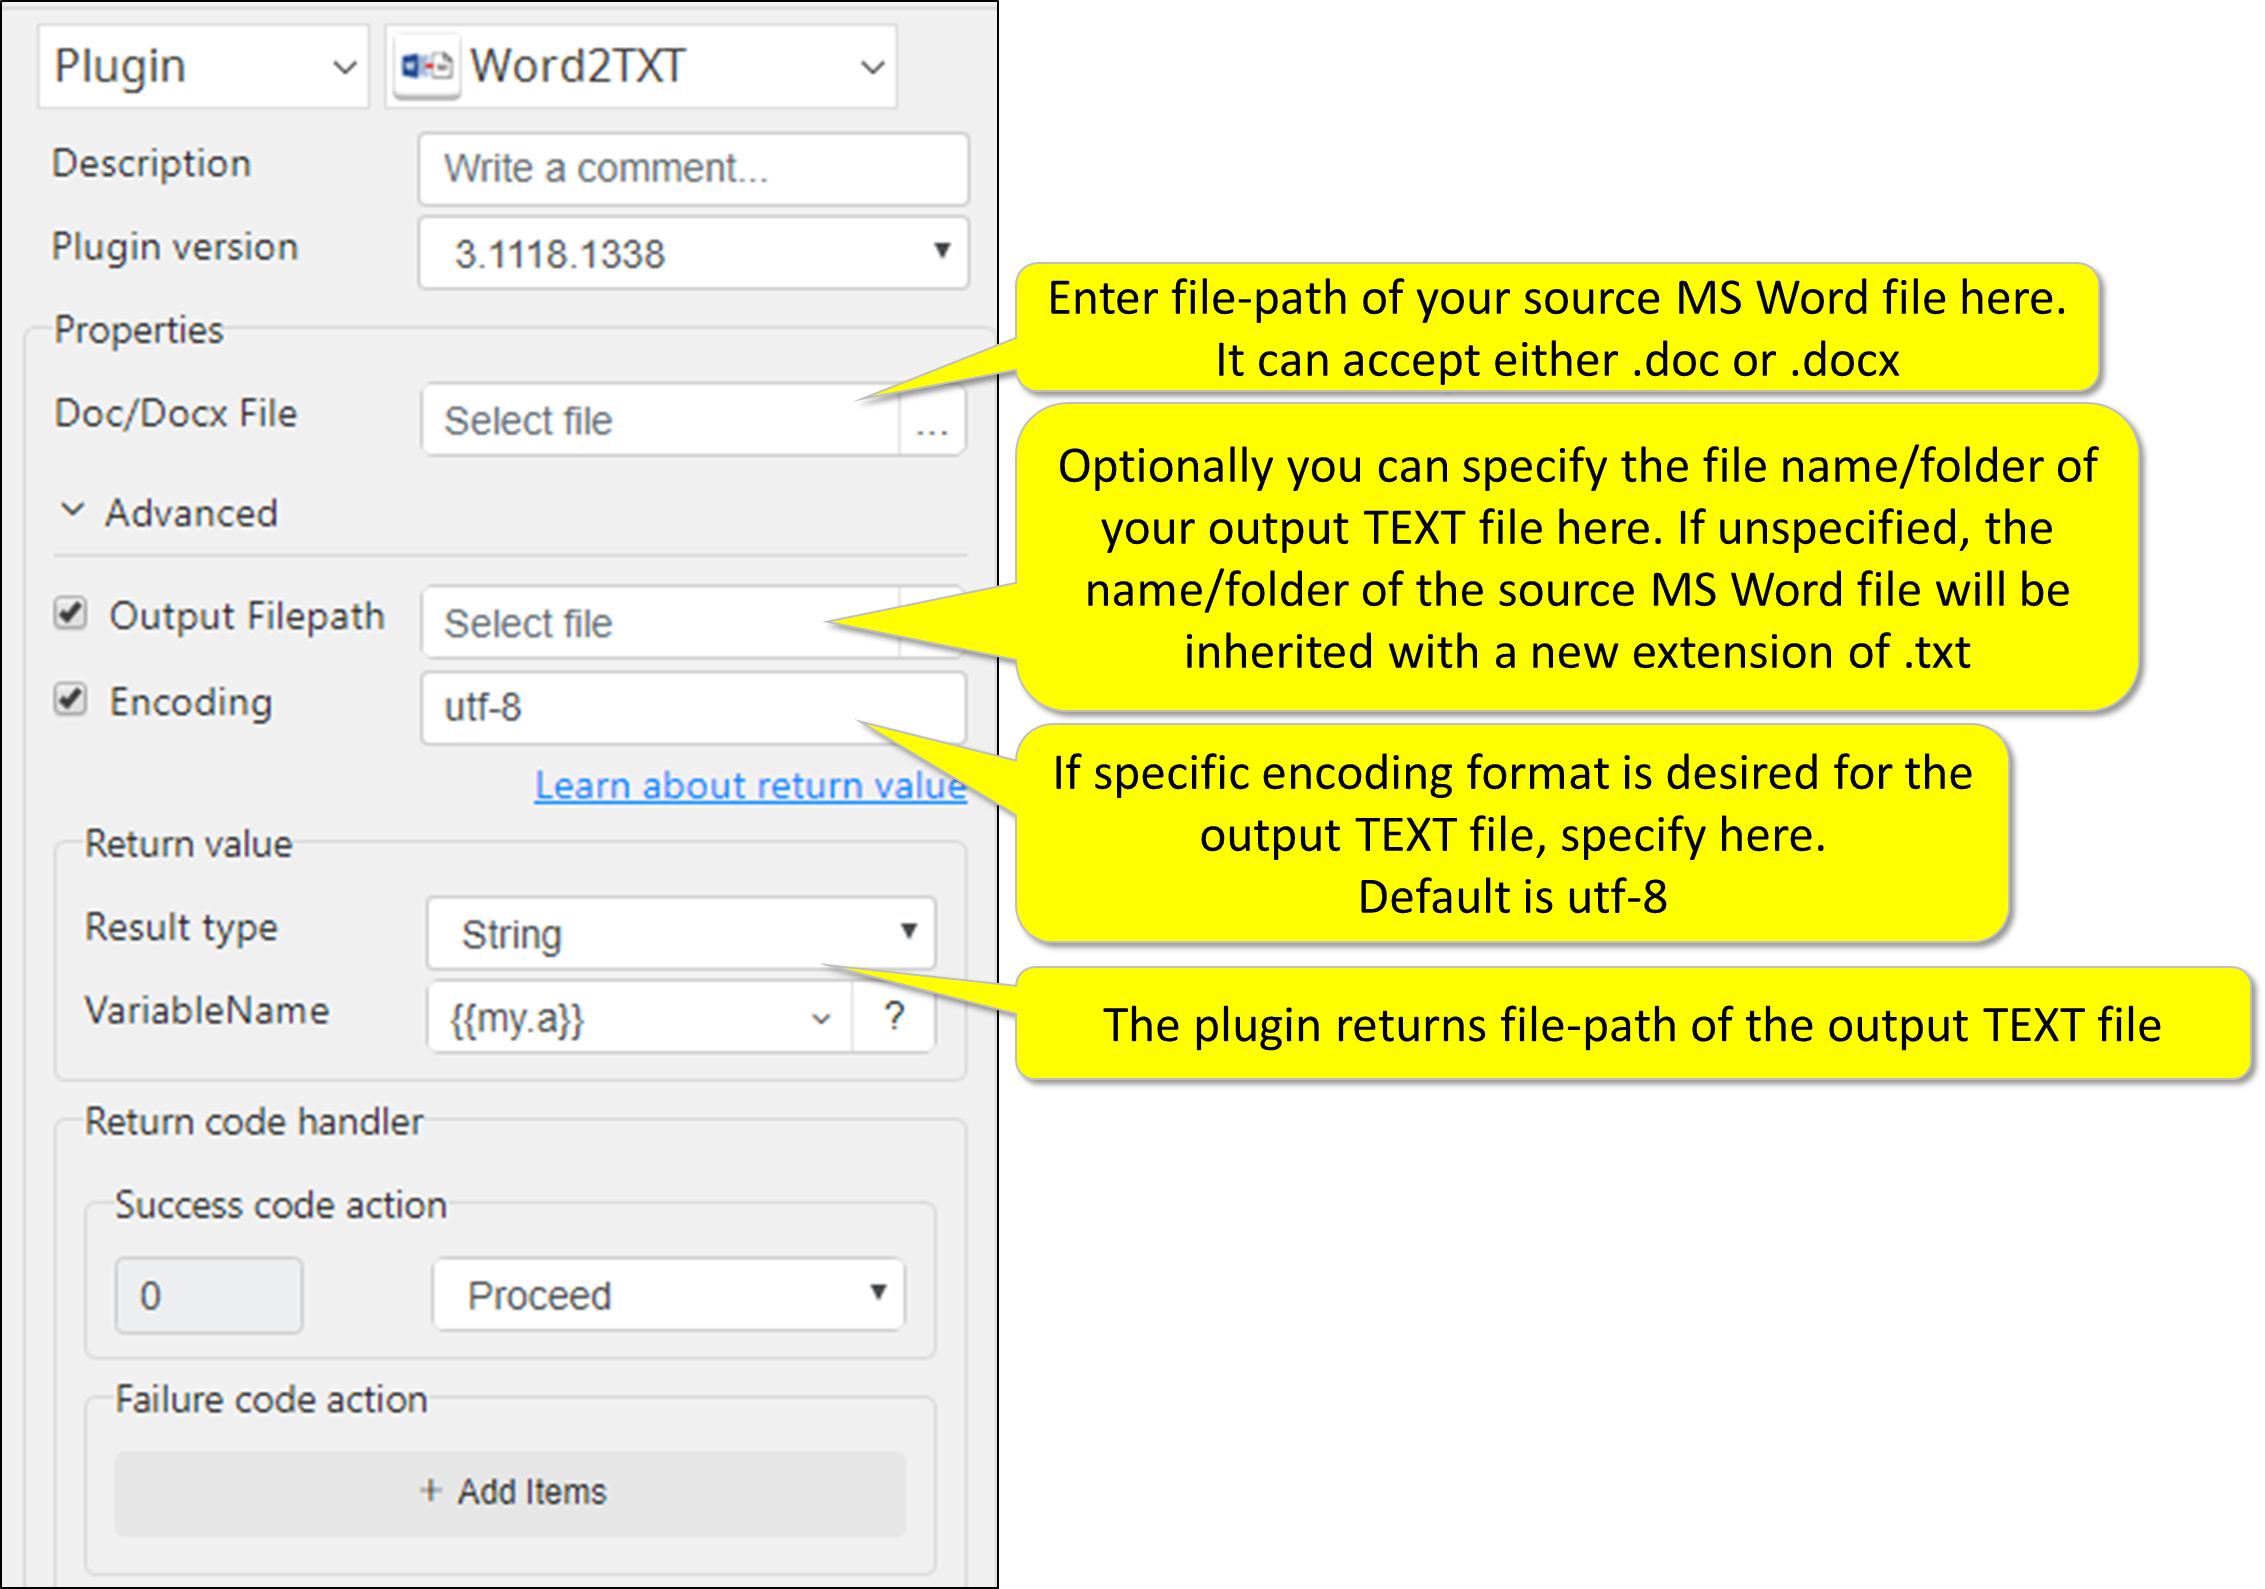 Plugin
Word2TXT
Description
Write a comment...
Plugin version
3.1118.1338
Properties
Doc/Docx File
Select file
...
Enter file-path of your source MS Word file here.
It can accept either .doc or .docx
Advanced
Output Filepath
Select file
Optionally you can specify the file name/folder of
your output TEXT file here. If unspecified, the
name/folder of the source MS Word file will be
inherited with a new extension of .txt
Encoding
utf-8
If specific encoding format is desired for the
output TEXT file, specify here.
Default is utf-8
Learn about return value
Return value
Result type
String
The plugin returns file-path of the output TEXT file
VariableName
{{my.a}}
?
Return code handler
Success code action
0
Proceed
Failure code action
+ Add Items